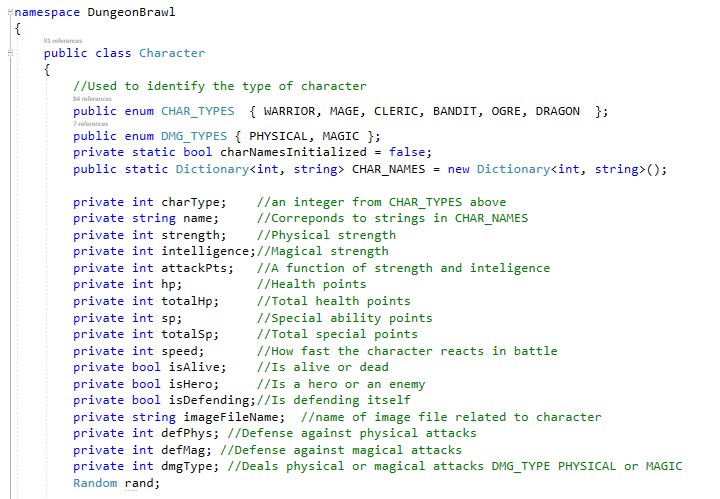 namespace DungeonBrawl
{
91 references
public class Character
{
//Used to identify the type of character
84 references
public enum CHAR_TYPES  { WARRIOR, MAGE, CLERIC, BANDIT, OGRE, DRAGON  };
7 references
public enum DMG_TYPES { PHYSICAL, MAGIC };
private static bool charNamesInitialized = false;
public static Dictionary<int, string> CHAR_NAMES = new Dictionary<int, string>();
private int charType;    //an integer from CHAR_TYPES above
private string name;     //Correponds to strings in CHAR_NAMES
private int strength;    //Physical strength
private int intelligence;//Magical strength
private int attackPts;   //A function of strength and inteligence
private int hp;          //Health points
private int totalHp;     //Total health points
private int sp;          //Special ability points
private int totalSp;     //Total special points
private int speed;       //How fast the character reacts in battle
private bool isAlive;    //Is alive or dead
private bool isHero;     //Is a hero or an enemy
private bool isDefending;//Is defending itself
private string imageFileName;  //name of image file related to character
private int defPhys; //Defense against physical attacks
private int defMag; //Defense against magical attacks
private int dmgType; //Deals physical or magical attacks DMG_TYPE PHYSICAL or MAGIC
Random rand;